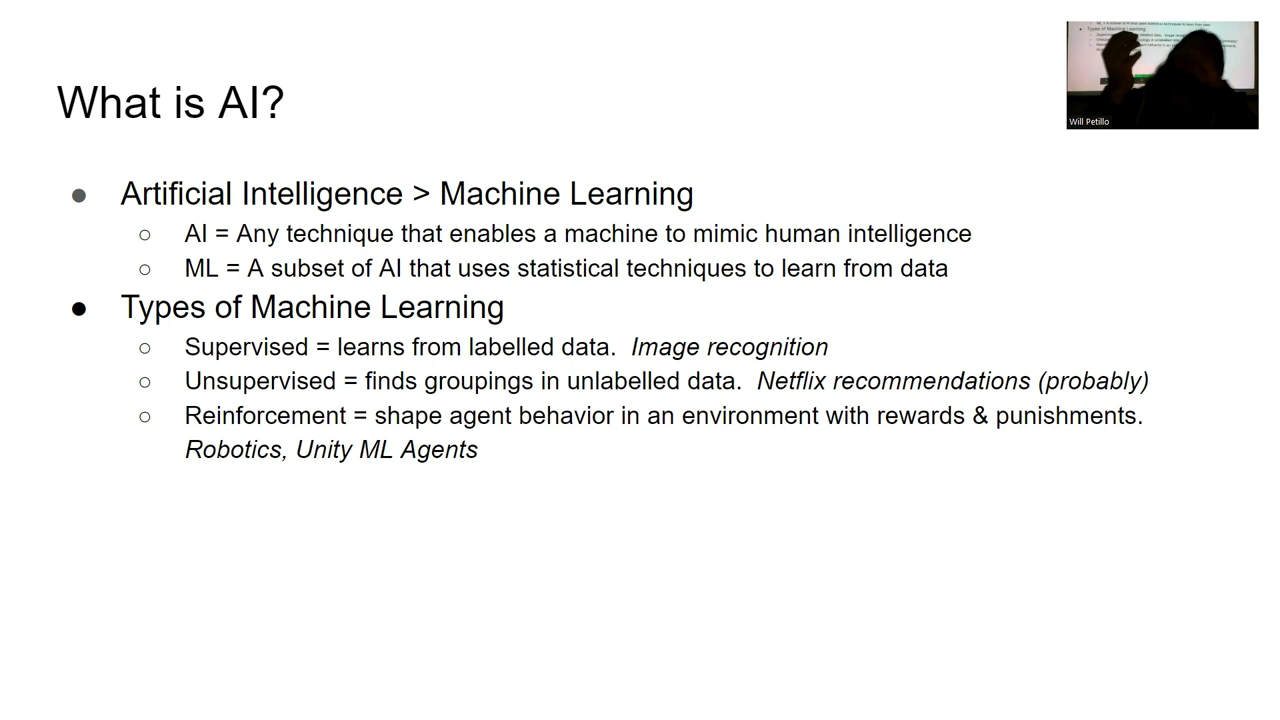 What is AI?
Will Petillo
● Artificial Intelligence > Machine Learning
○ AI = Any technique that enables a machine to mimic human intelligence
○ ML = A subset of AI that uses statistical techniques to learn from data
● Types of Machine Learning
○ Supervised = learns from labelled data. Image recognition
○ Unsupervised = finds groupings in unlabelled data. Netflix recommendations (probably)
○ Reinforcement = shape agent behavior in an environment with rewards & punishments.
Robotics, Unity ML Agents